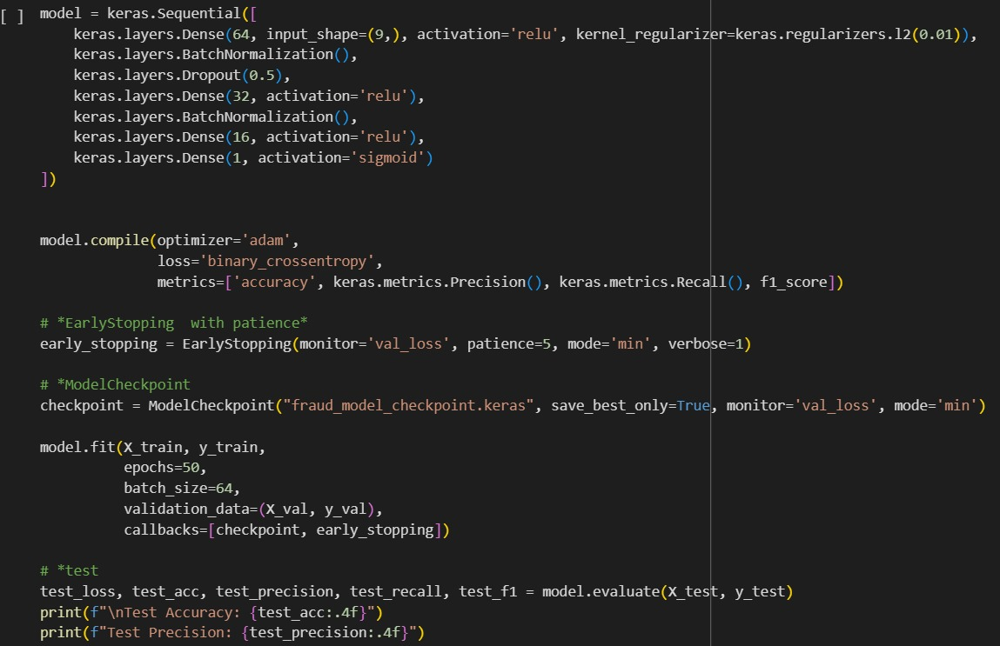 [ ] model = keras.Sequential([
    keras.layers.Dense(64, input_shape=(9,), activation='relu', kernel_regularizer=keras.regularizers.l2(0.01)),
    keras.layers.BatchNormalization(),
    keras.layers.Dropout(0.5),
    keras.layers.Dense(32, activation='relu'),
    keras.layers.BatchNormalization(),
    keras.layers.Dense(16, activation='relu'),
    keras.layers.Dense(1, activation='sigmoid')
])
model.compile(optimizer='adam',
              loss='binary_crossentropy',
              metrics=['accuracy', keras.metrics.Precision(), keras.metrics.Recall(), f1_score])
# *EarlyStopping  with patience*
early_stopping = EarlyStopping(monitor='val_loss', patience=5, mode='min', verbose=1)
# *ModelCheckpoint
checkpoint = ModelCheckpoint("fraud_model_checkpoint.keras", save_best_only=True, monitor='val_loss', mode='min')
model.fit(X_train, y_train,
          epochs=50,
          batch_size=64,
          validation_data=(X_val, y_val),
          callbacks=[checkpoint, early_stopping])
# *test
test_loss, test_acc, test_precision, test_recall, test_f1 = model.evaluate(X_test, y_test)
print(f"\nTest Accuracy: {test_acc:.4f}")
print(f"Test Precision: {test_precision:.4f}")